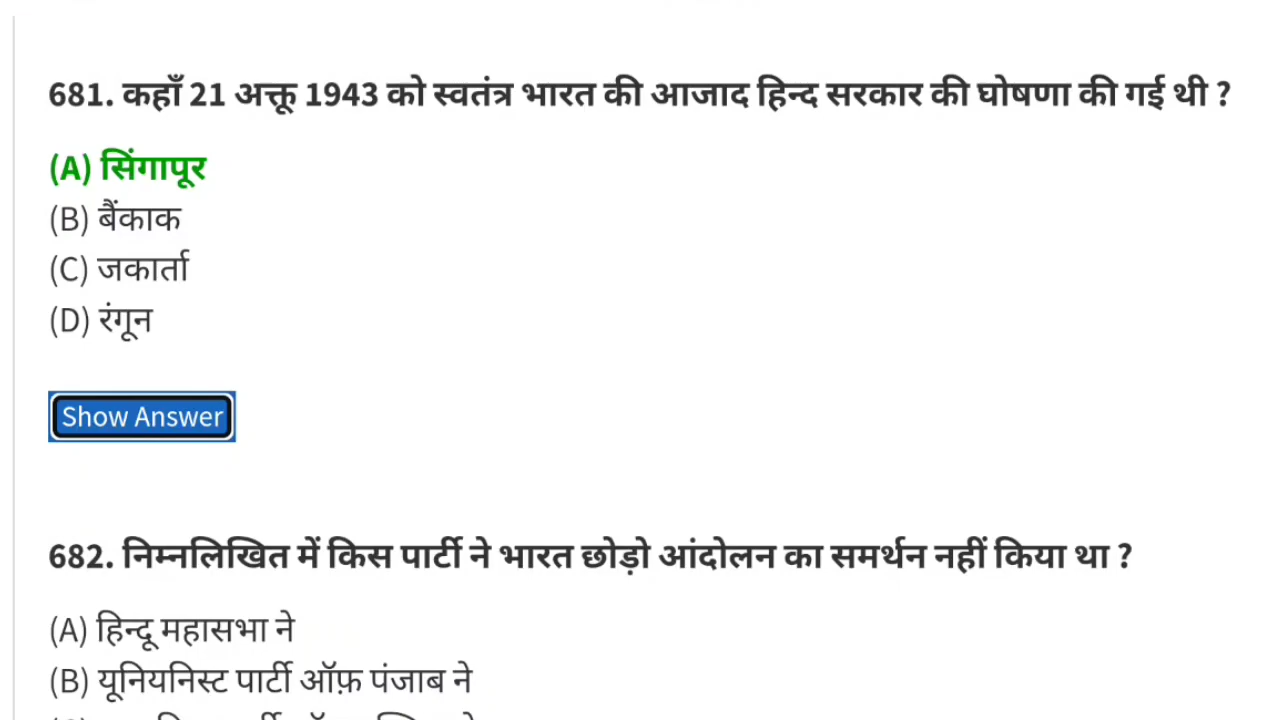 681. कहाँ 21 अक्तू 1943 को स्वतंत्र भारत की आजाद हिन्द सरकार की घोषणा की गई थी ?
(A) सिंगापूर
(B) बैंकाक
(C) जकार्ता
(D) रंगून
Show Answer
682. निम्नलिखित में किस पार्टी ने भारत छोड़ो आंदोलन का समर्थन नहीं किया था ?
(A) हिन्दू महासभा ने
(B) यूनियनिस्ट पार्टी ऑफ़ पंजाब ने